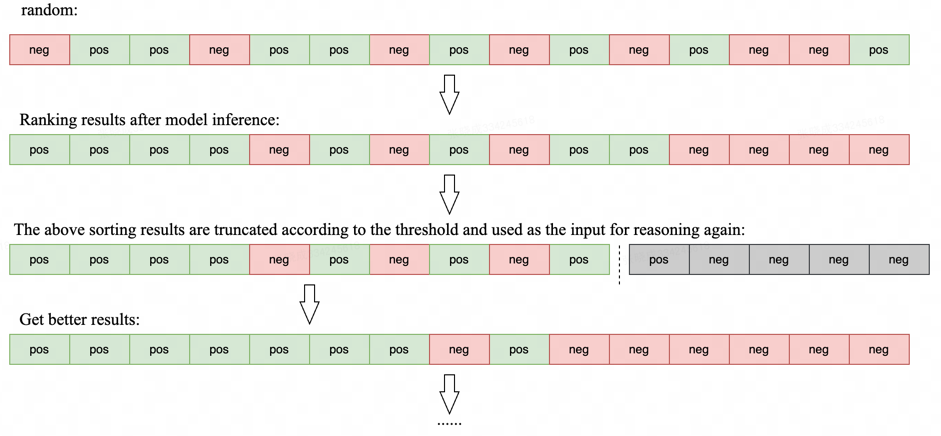 random:
neg pos pos neg pos pos neg pos neg pos neg pos neg neg pos
Ranking results after model inference:
pos pos pos pos neg pos neg pos neg pos pos neg neg neg neg
The above sorting results are truncated according to the threshold and used as the input for reasoning again:
pos pos pos pos neg pos neg pos neg pos pos neg neg neg neg
Get better results:
pos pos pos pos pos pos pos neg pos neg neg neg neg neg neg
......